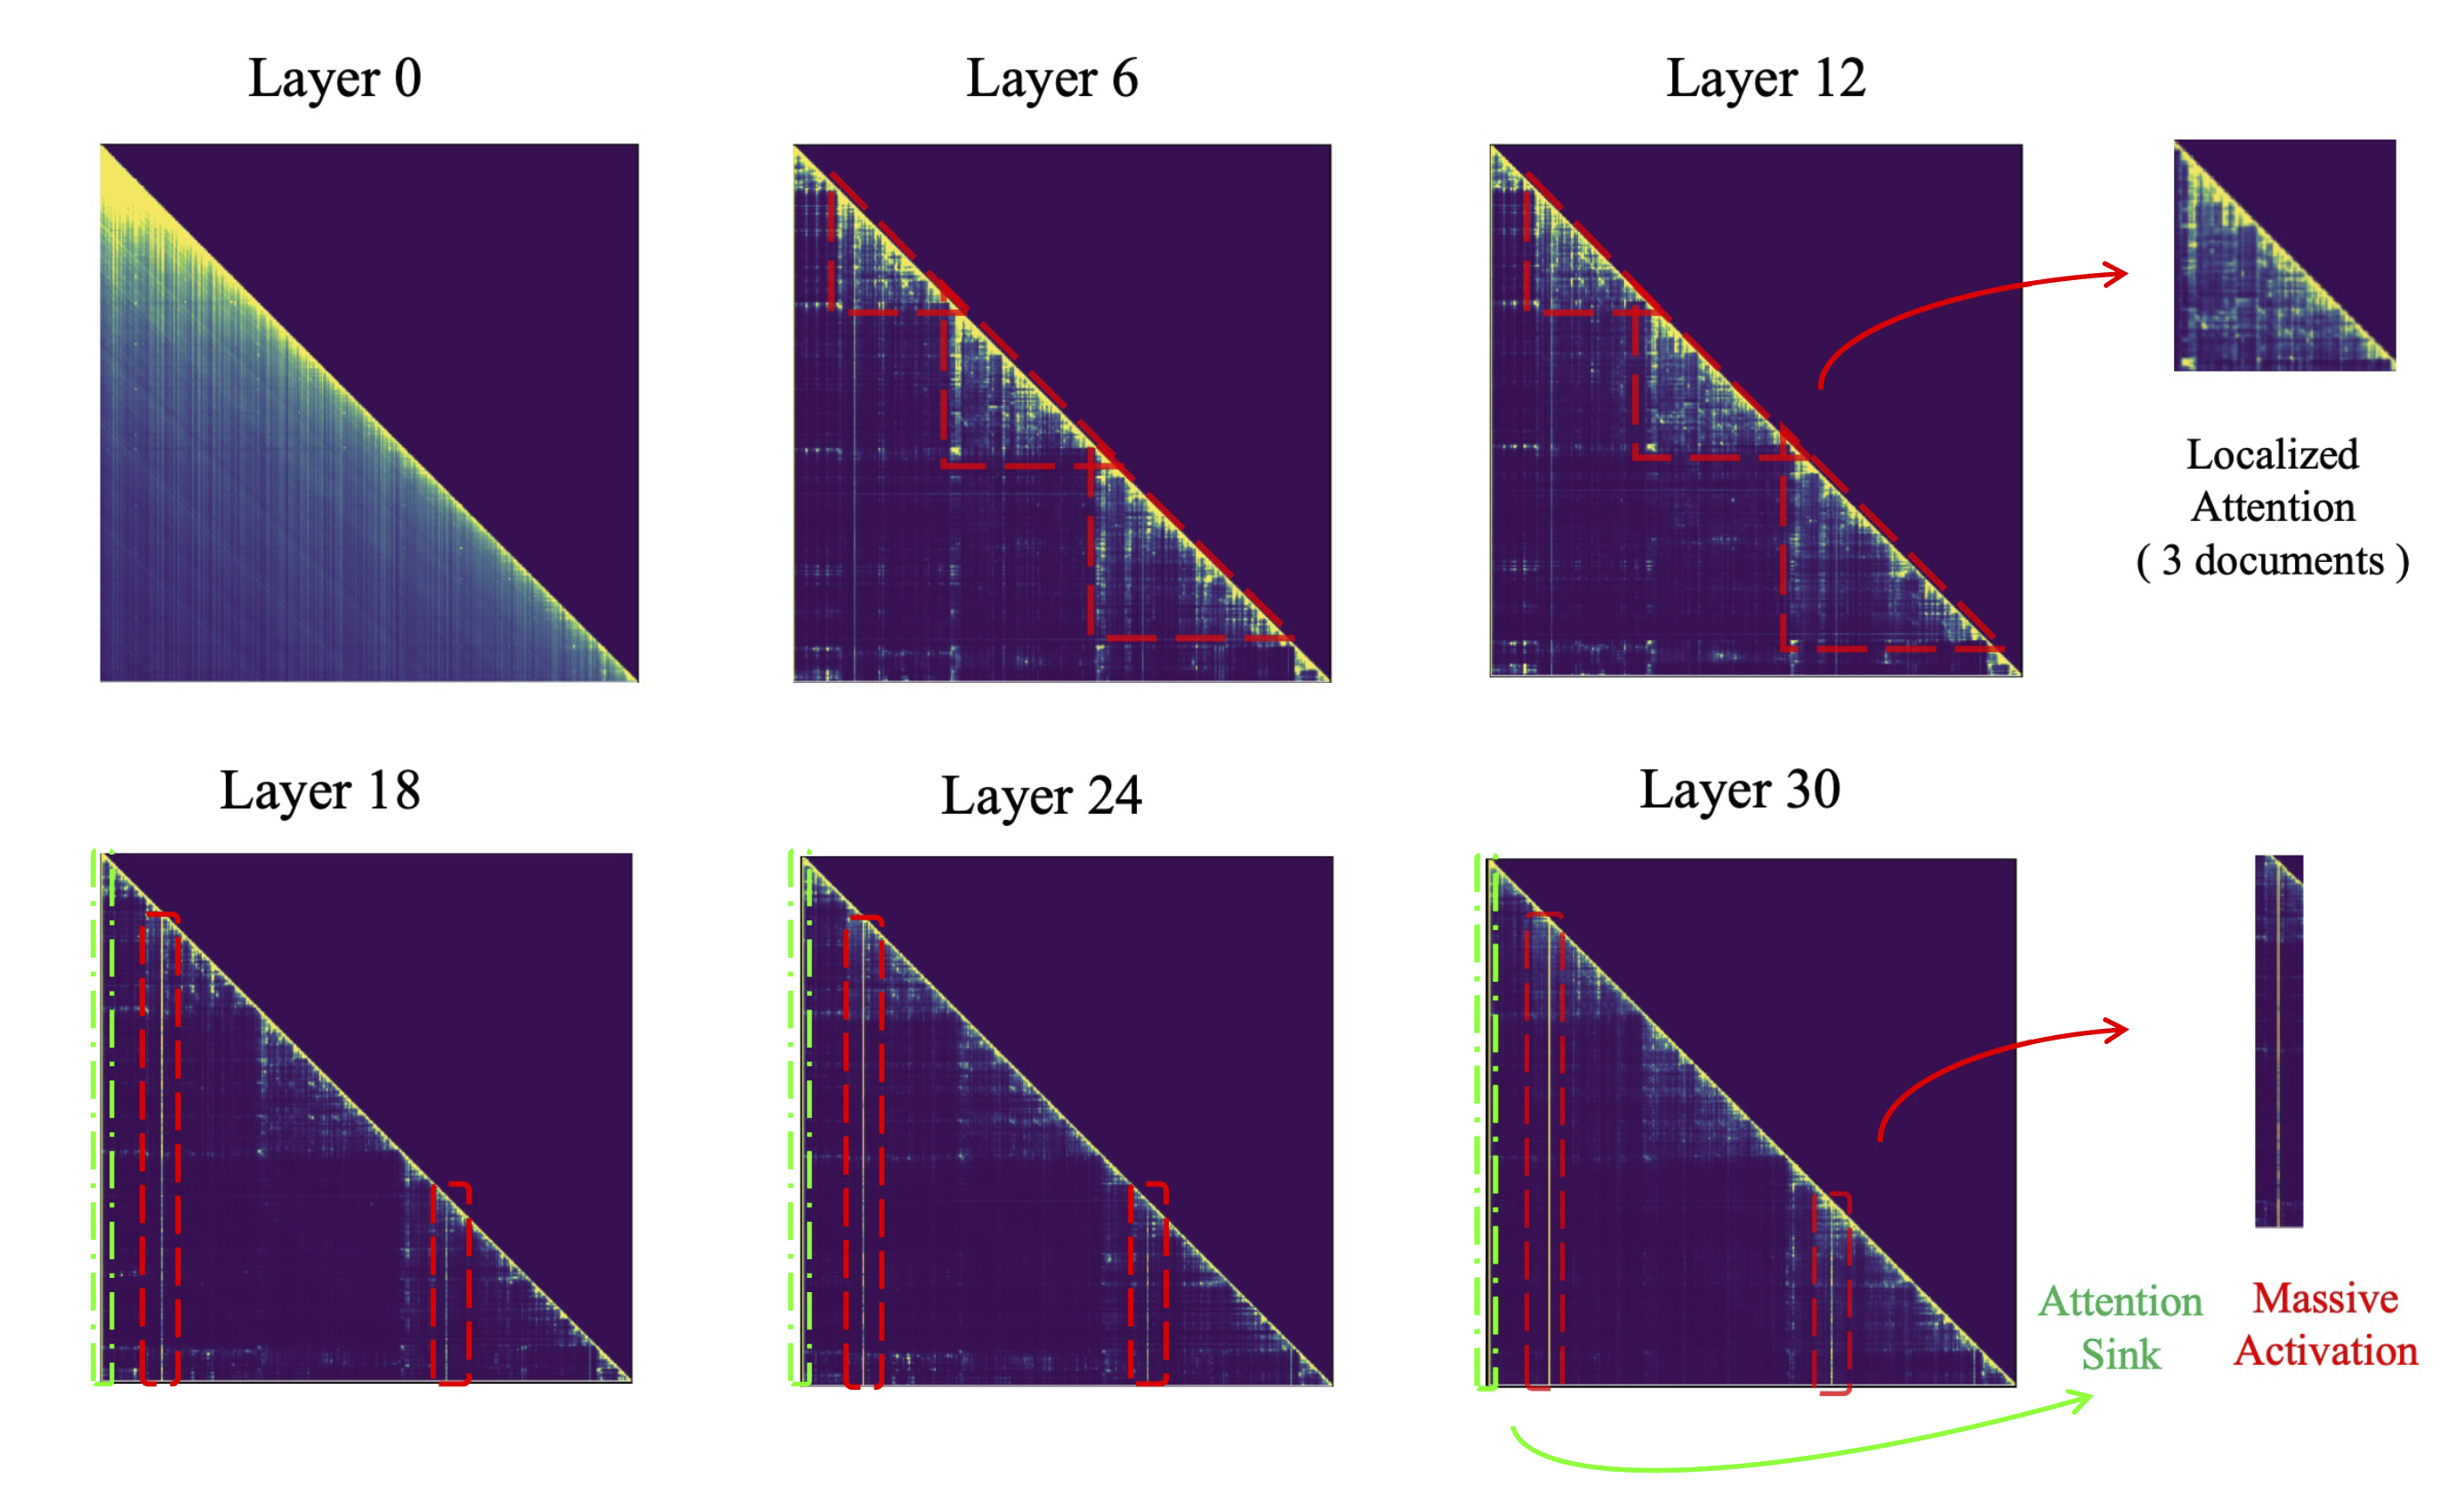 Layer 0
Layer 6
Layer 12
Localized
Attention
( 3 documents )
Layer 18
Layer 24
Layer 30
Attention
Sink
Massive
Activation